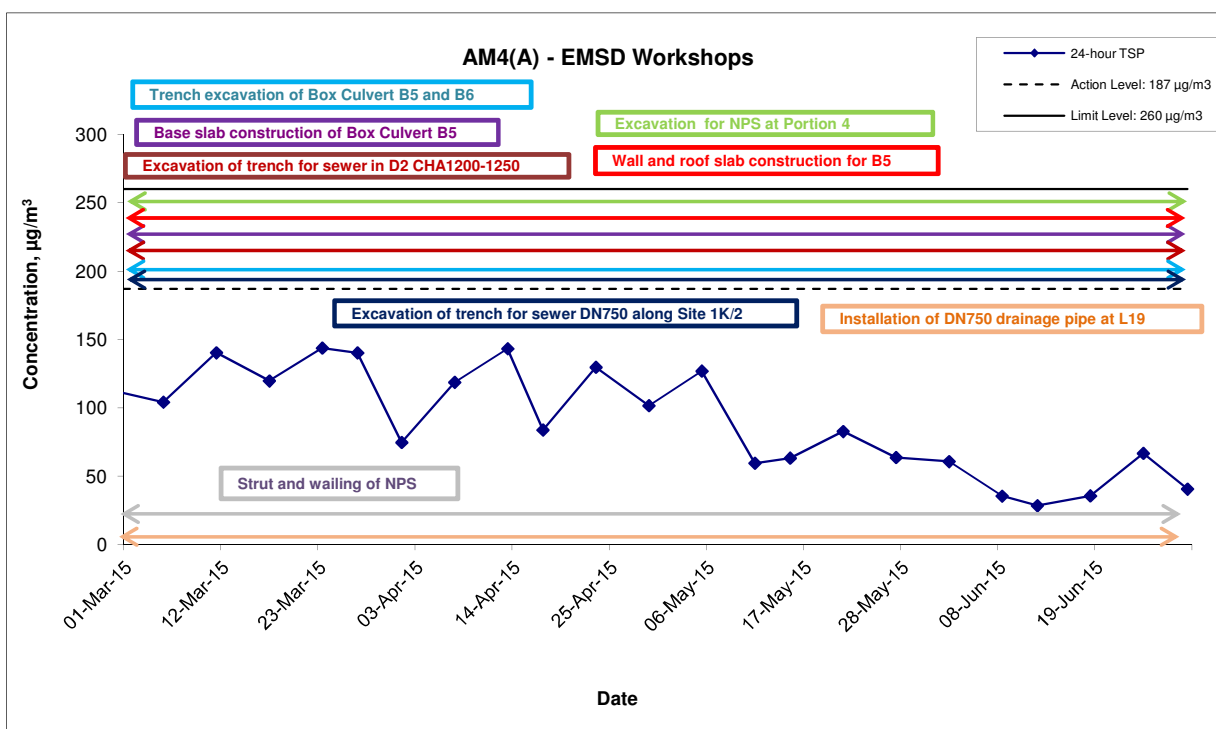 AM4(A) - EMSD Workshops
24-hour TSP
Action Level: 187 µg/m3
Limit Level: 260 µg/m3
Trench excavation of Box Culvert B5 and B6
Base slab construction of Box Culvert B5
Excavation for NPS at Portion 4
Excavation of trench for sewer in D2 CHA1200-1250
Wall and roof slab construction for B5
Excavation of trench for sewer DN750 along Site 1K/2
Installation of DN750 drainage pipe at L19
Strut and wailing of NPS
Concentration, µg/m³
300
250
200
150
100
50
0
01-Mar-15
12-Mar-15
23-Mar-15
03-Apr-15
14-Apr-15
25-Apr-15
06-May-15
17-May-15
28-May-15
08-Jun-15
19-Jun-15
Date